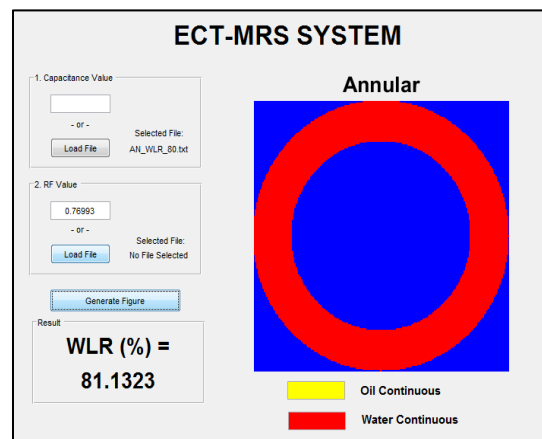 ECT-MRS SYSTEM
1. Capacitance Value
- or -
Selected File:
Load File
AN_WLR_80.txt
2. RF Value
0.76993
- or -
Selected File:
Load File
No File Selected
Generate Figure
Result
WLR (%) =
81.1323
Annular
Oil Continuous
Water Continuous